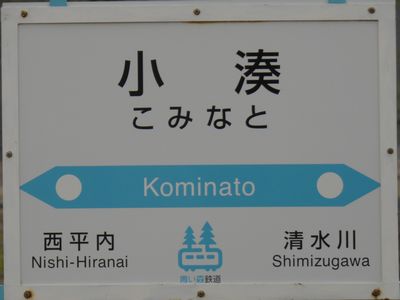 小湊
こみなと
Kominato
西平内
Nishi-Hiranai
清水川
Shimizugawa
青い森鉄道